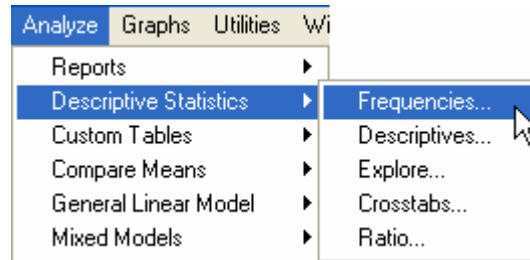 Analyze Graphs Utilities
Reports
Descriptive Statistics
Custom Tables
Compare Means
General Linear Model
Mixed Models
Frequencies...
Descriptives...
Explore...
Crosstabs...
Ratio...